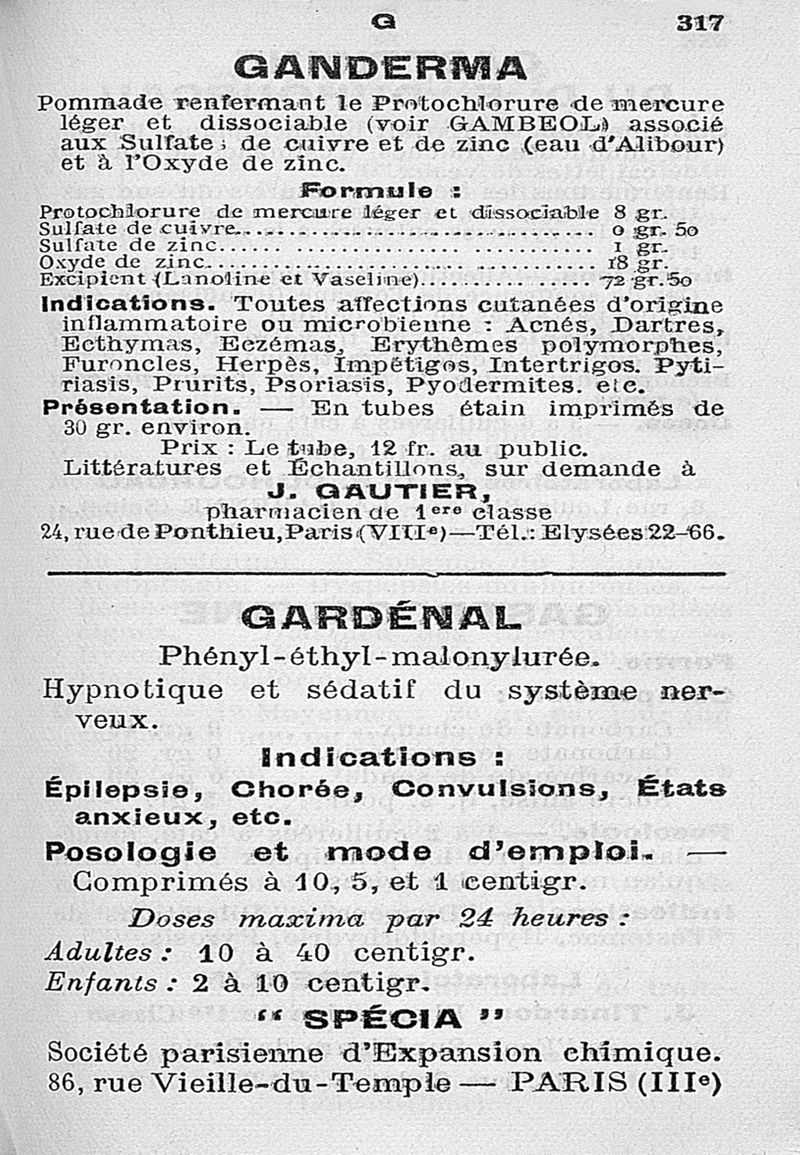 G 317
GANDERMA
Pommade renfermant le Protochlorure de mercure
léger et dissociable (voir GAMBEOL) associé
aux Sulfates de cuivre et de zinc (eau d'Alibour)
et à l'Oxyde de zinc.
Formule :
Protochlorure de mercure léger et dissociable 8 gr.
Sulfate de cuivre.................................... 0 gr. 50
Sulfate de zinc...... .............................. 1 gr.
Oxyde de zinc..................................... 18 gr.
Excipient (Lanoline et Vaseline)................. 72 gr. 50
Indications. Toutes affections cutanées d'origine
inflammatoire ou microbienne : Acnés, Dartres,
Ecthymas, Eczémas, Erythêmes polymorphes,
Furoncles, Herpès, Impétigos, Intertrigos. Pyti-
riasis, Prurits, Psoriasis, Pyodermites. etc.
Présentation. — En tubes étain imprimés de
30 gr. environ.
Prix : Le tube, 12 fr. au public.
Littératures et Échantillons, sur demande à
J. GAUTIER,
pharmacien de 1ere classe
24, rue de Ponthieu, Paris (VIIIe) — Tél.: Elysées 22-66.
GARDÉNAL
Phényl-éthyl-malonylurée.
Hypnotique et sédatif du système ner-
veux.
Indications :
Épilepsie, Chorée, Convulsions, États
anxieux, etc.
Posologie et mode d'emploi. —
Comprimés à 10, 5, et 1 centigr.
Doses maxima par 24 heures :
Adultes : 10 à 40 centigr.
Enfants : 2 à 10 centigr.
“ SPÉCIA ”
Société parisienne d'Expansion chimique.
86, rue Vieille-du-Temple — PARIS (IIIe)